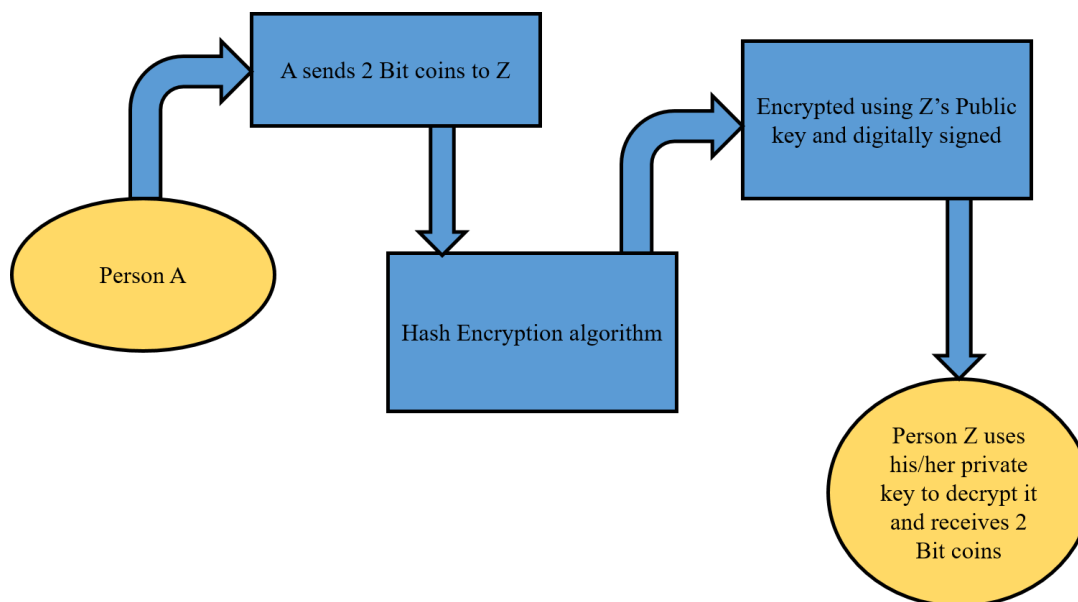 Person A
A sends 2 Bit coins to Z
Hash Encryption algorithm
Encrypted using Z’s Public
key and digitally signed
Person Z uses
his/her private
key to decrypt it
and receives 2
Bit coins